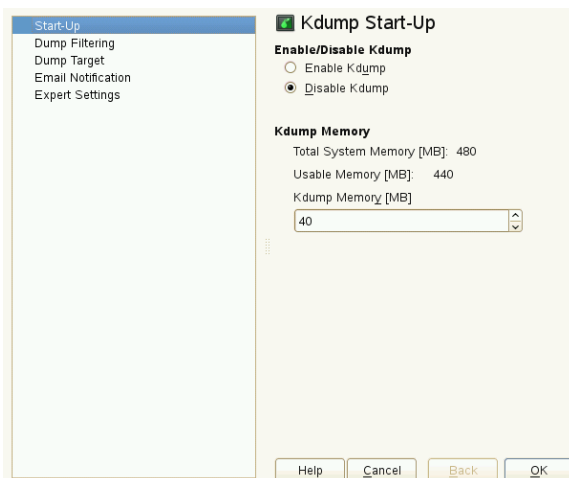 Start-Up
Dump Filtering
Dump Target
Email Notification
Expert Settings
Kdump Start-Up
Enable/Disable Kdump
Enable Kdump
Disable Kdump
Kdump Memory
Total System Memory [MB]: 480
Usable Memory [MB]: 440
Kdump Memory [MB]
40
Help Cancel Back OK